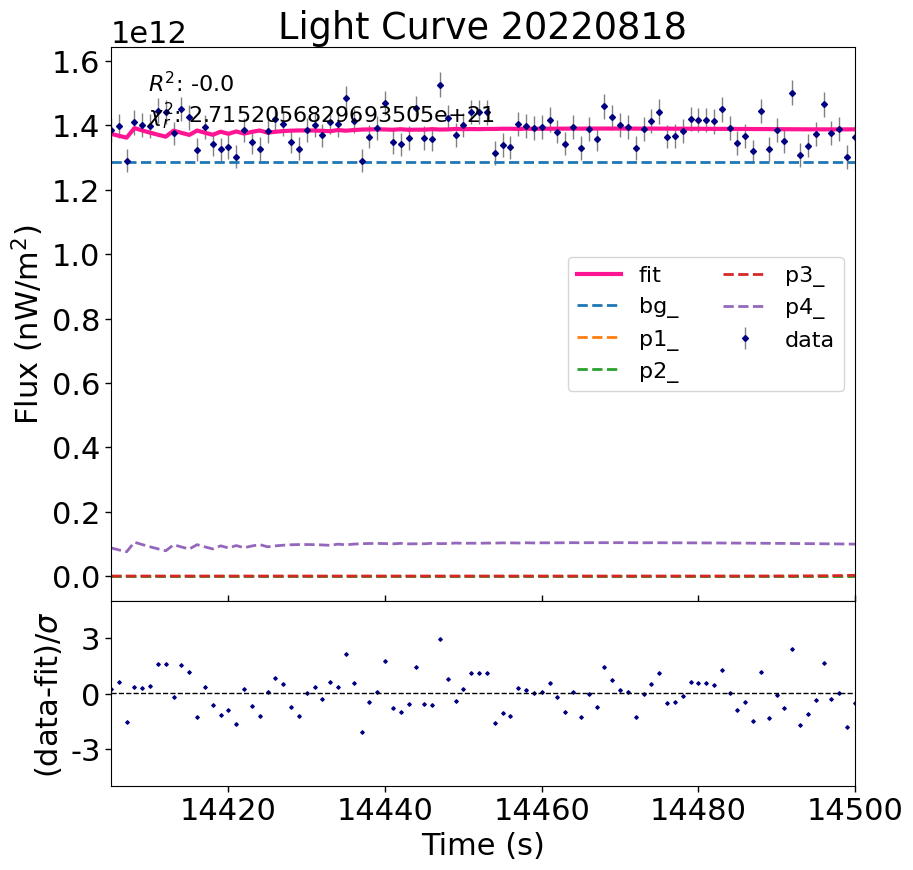 Light Curve 20220818
1e12
1.6
1.4
1.2
1.0
0.8
0.6
0.4
0.2
0.0
Flux (nW/m²)
R²: -0.0
χᵣ²: 2.7152056829693505e+21
fit
bg_
p1_
p2_
p3_
p4_
data
3
0
-3
(data-fit)/σ
14420
14440
14460
14480
14500
Time (s)